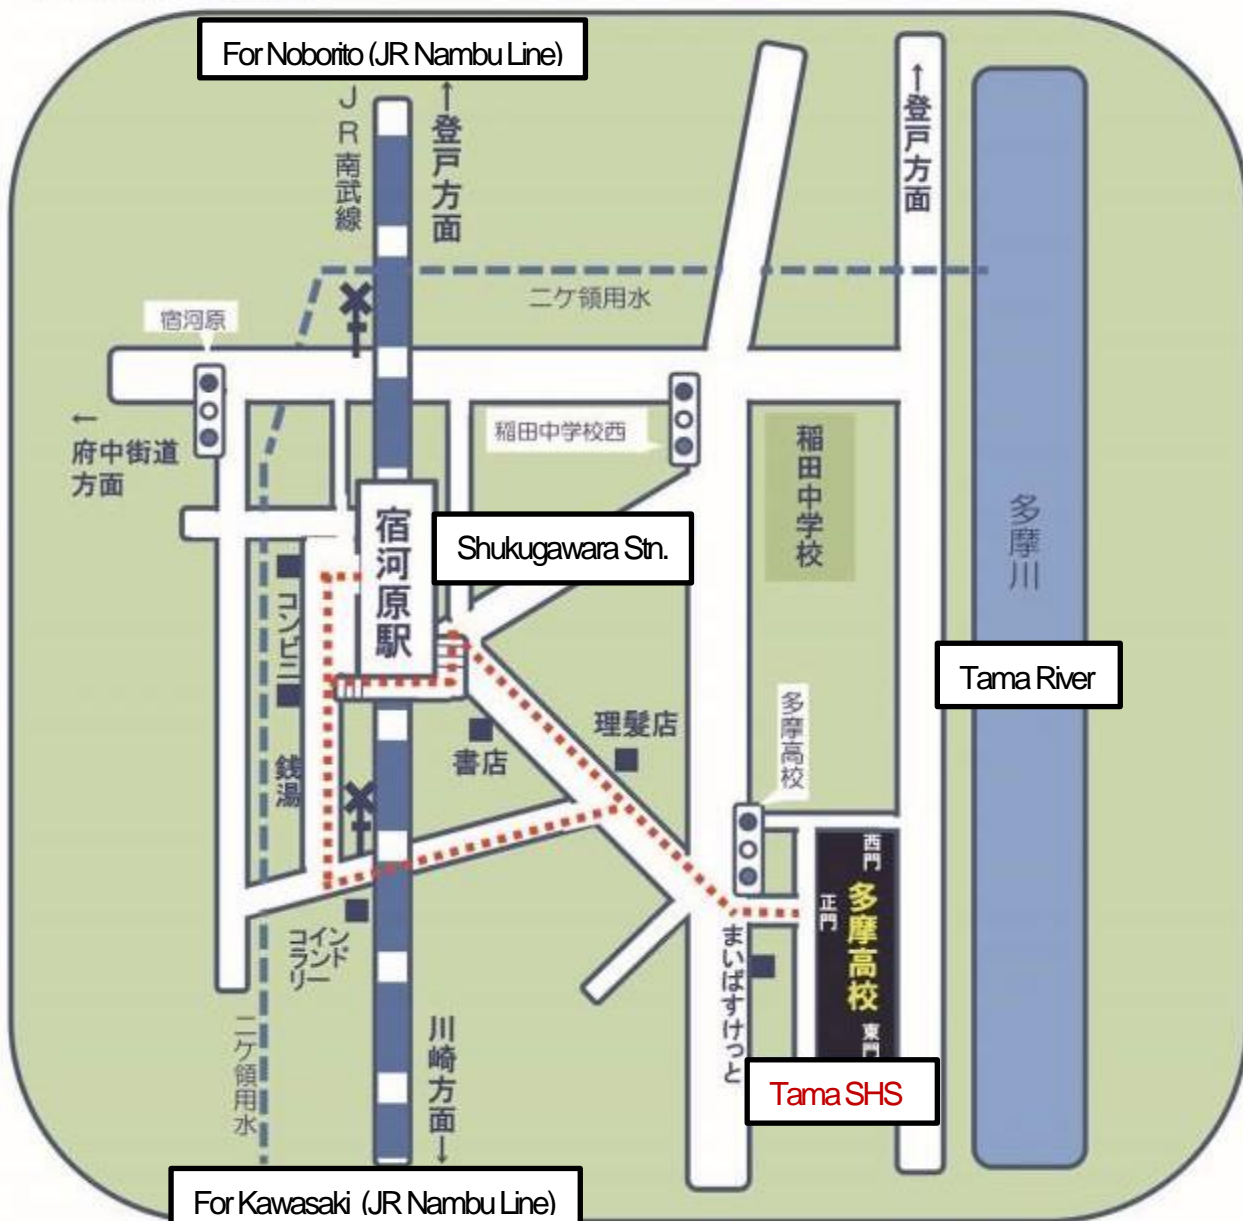 For Noborito (JR Nambu Line)
JR南武線
↑登戸方面
↑登戸方面
二ケ領用水
宿河原
←
府中街道
方面
稲田中学校西
稲田中学校
多摩川
宿河原駅
Shukugawara Stn.
コンビニ
銭湯
書店
理髪店
多摩高校
Tama River
西門
正門
多摩高校
東門
まいばすけっと
コイン
ランド
リー
二ケ領用水
川崎方面↓
Tama SHS
For Kawasaki (JR Nambu Line)